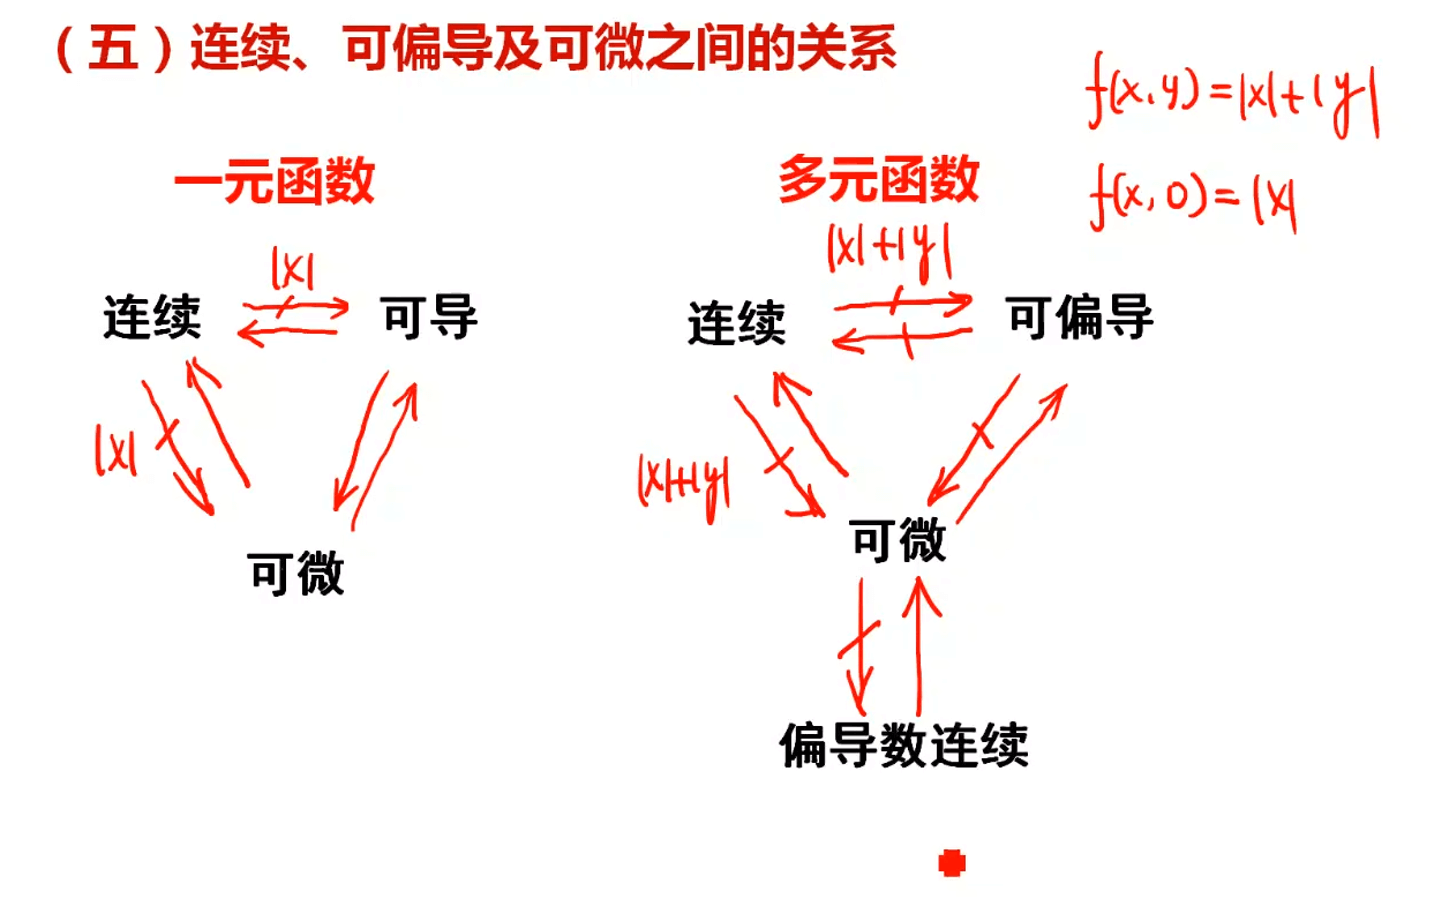 （五）连续、可偏导及可微之间的关系
f(x,y)=|x|+|y|
f(x,0)=|x|
一元函数
|x|
连续 可导
|x|
可微
多元函数
|x|+|y|
连续 可偏导
|x|+|y|
可微
偏导数连续